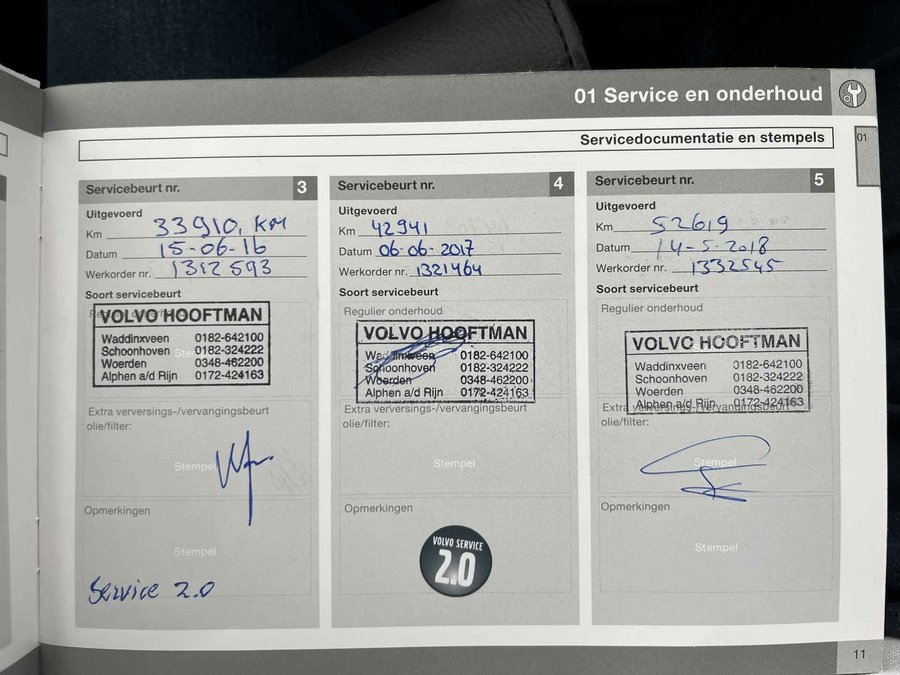 01 Service en onderhoud
01
Servicedocumentatie en stempels
Servicebeurt nr. 3
Uitgevoerd
Km 33910, KM
Datum 15-06-16
Werkorder nr. 1312593
Soort servicebeurt
VOLVO HOOFTMAN
Waddinxveen 0182-642100
Schoonhoven 0182-324222
Woerden 0348-462200
Alphen a/d Rijn 0172-424163
Extra verversings-/vervangingsbeurt
olie/filter:
Stempel
Opmerkingen
Stempel
Service 2.0
Servicebeurt nr. 4
Uitgevoerd
Km 42941
Datum 06-06-2017
Werkorder nr. 1321464
Soort servicebeurt
Regulier onderhoud
VOLVO HOOFTMAN
Waddinxveen 0182-642100
Schoonhoven 0182-324222
Woerden 0348-462200
Alphen a/d Rijn 0172-424163
Extra verversings-/vervangingsbeurt
olie/filter:
Stempel
Opmerkingen
VOLVO SERVICE
2.0
Servicebeurt nr. 5
Uitgevoerd
Km 52619
Datum 14-5-2018
Werkorder nr. 1332545
Soort servicebeurt
Regulier onderhoud
VOLVO HOOFTMAN
Waddinxveen 0182-642100
Schoonhoven 0182-324222
Woerden 0348-462200
Alphen a/d Rijn 0172-424163
Extra verversings-/vervangingsbeurt
olie/filter:
Stempel
Opmerkingen
Stempel
11